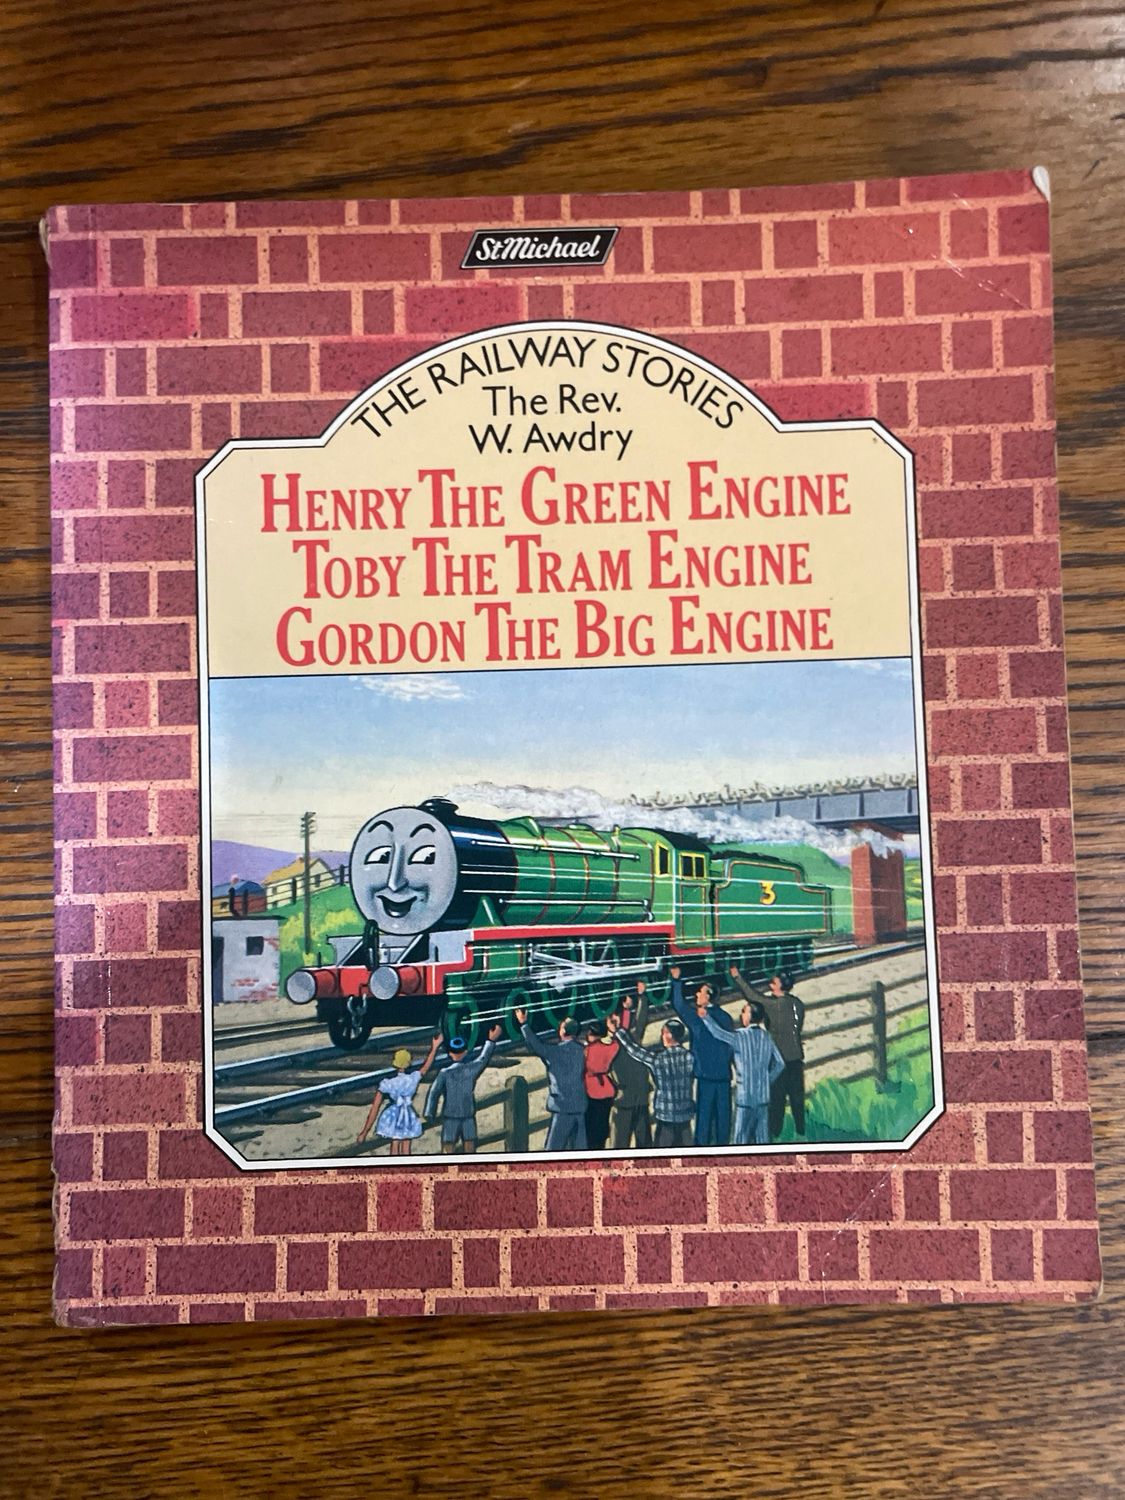 StMichael
THE RAILWAY STORIES
The Rev.
W. Awdry
HENRY THE GREEN ENGINE
TOBY THE TRAM ENGINE
GORDON THE BIG ENGINE
3